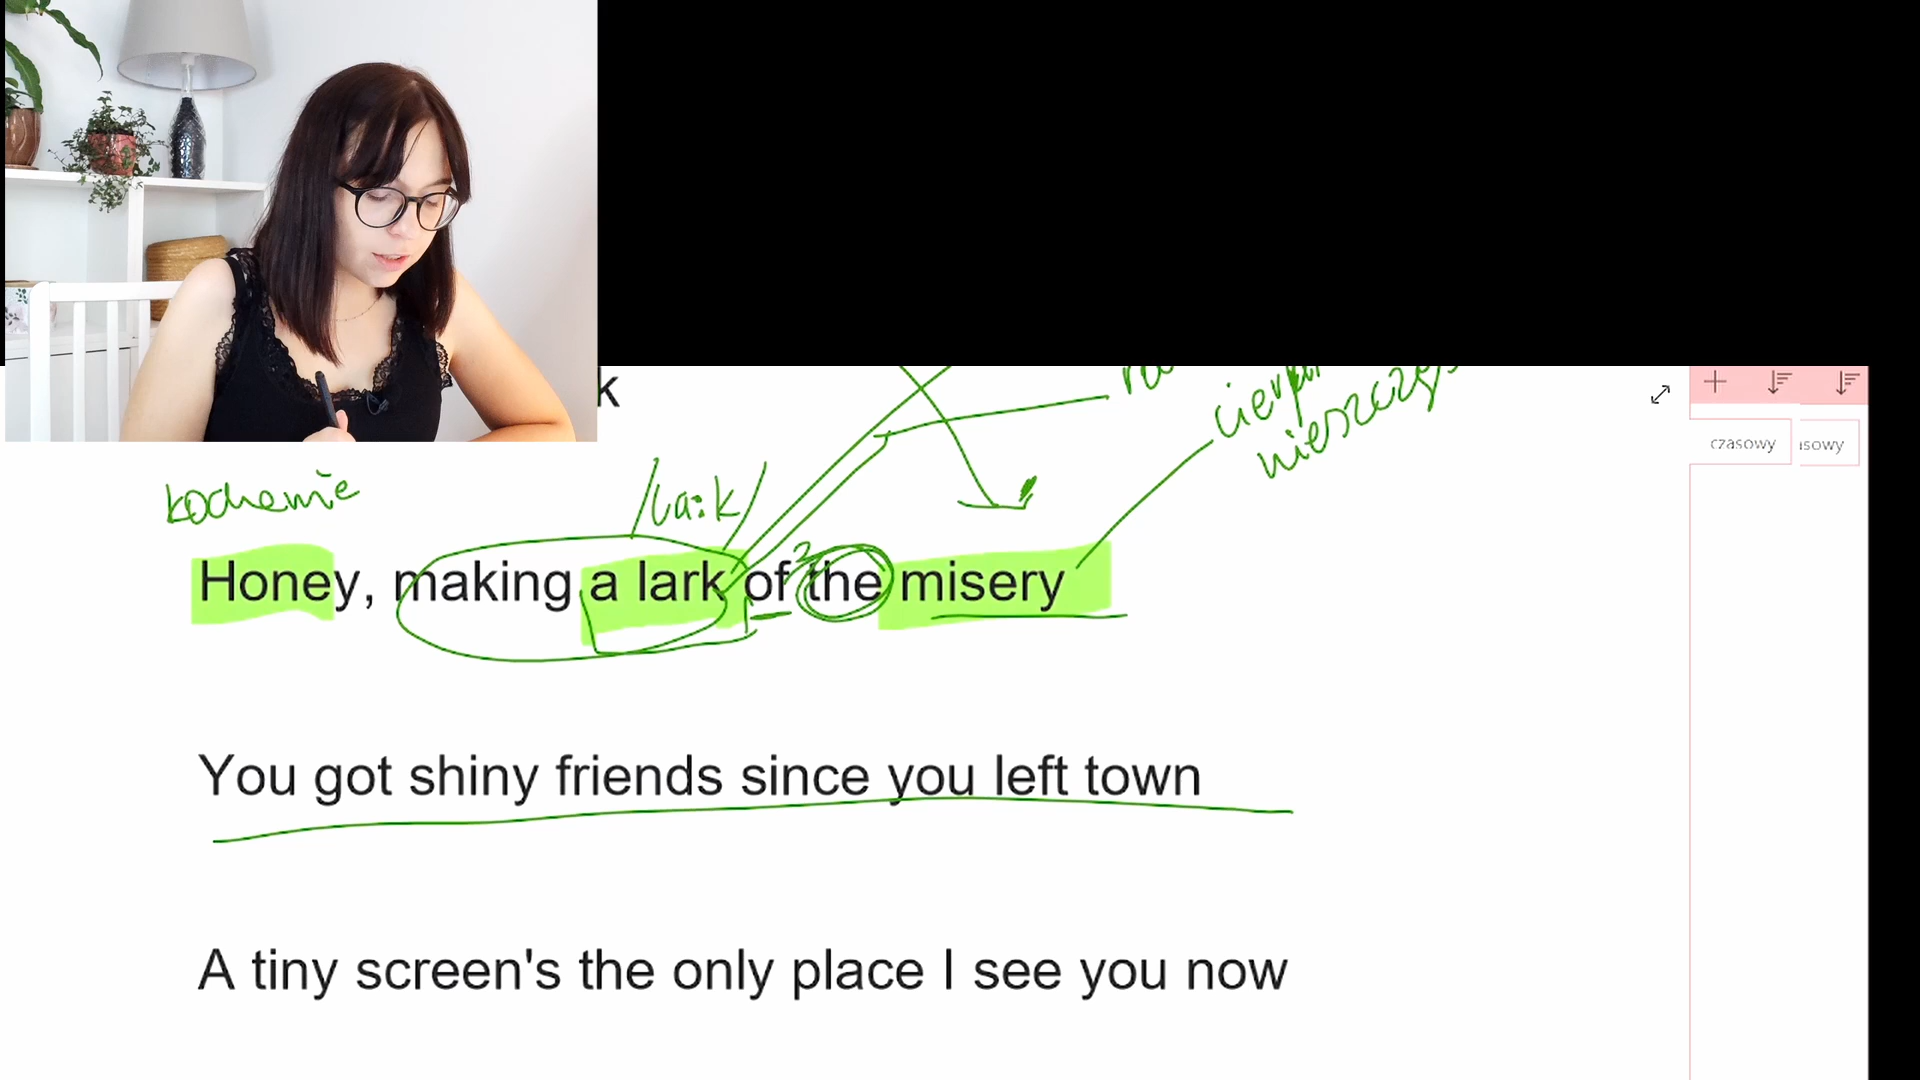 k
czasowy
asowy
kochanie
/la:k/
Honey, making a lark of the misery
You got shiny friends since you left town
A tiny screen's the only place I see you now